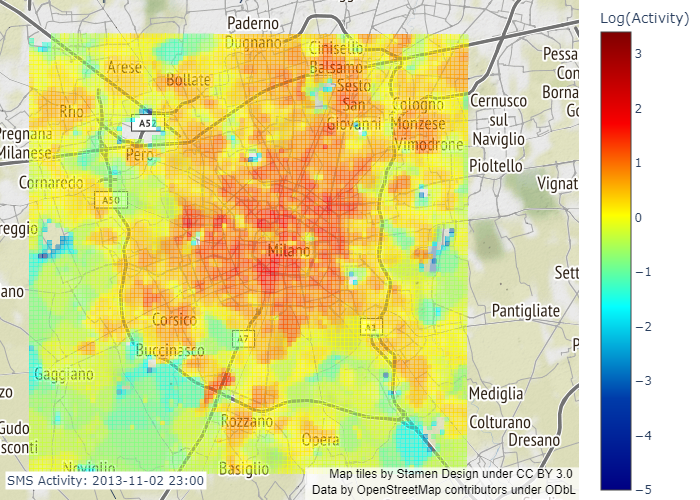 Log(Activity)
Paderno
Dugnano
Cinisello
Balsamo
Arese
Bollate
Sesto
San
Giovanni
Rho
A52
Cologno
Monzese
Vimodrone
Cernusco
sul
Naviglio
Pessa
Con
Borna
Go
Pregnana
Milanese
Pero
Pioltello
Cornaredo
A50
Vignat
reggio
Milano
Sett
ano
Corsico
A7
Pantigliate
P
Buccinasco
Gaggiano
zo
Mediglia
Rozzano
Colturano
Gudo
sconti
Opera
Dresano
Noviglio
Basiglio
3
2
1
0
−1
−2
−3
−4
−5
SMS Activity: 2013-11-02 23:00
Map tiles by Stamen Design under CC BY 3.0
Data by OpenStreetMap contributors under ODbL